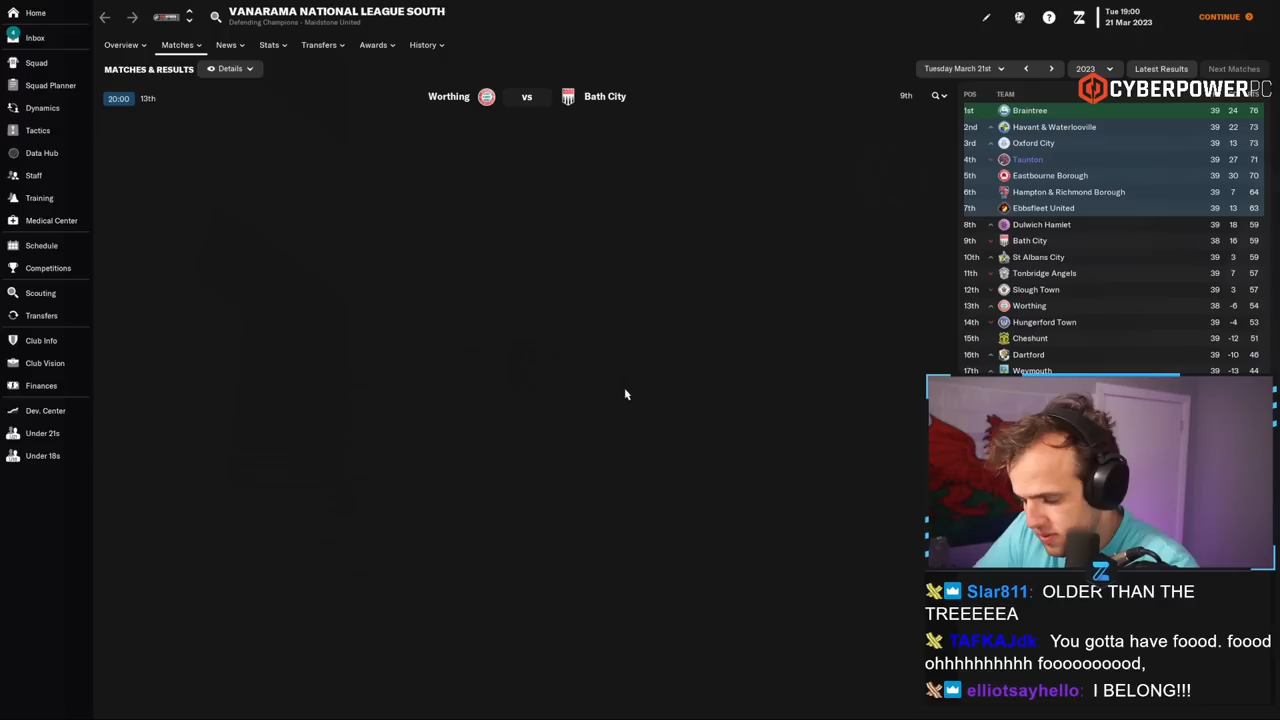 Home
4
Inbox
Squad
Squad Planner
Dynamics
Tactics
Data Hub
Staff
Training
Medical Center
Schedule
Competitions
Scouting
Transfers
Club Info
Club Vision
Finances
Dev. Center
Under 21s
Under 18s
VANARAMA NATIONAL LEAGUE SOUTH
Defending Champions - Maidstone United
Tue 19:00
21 Mar 2023
CONTINUE
Overview
Matches
News
Stats
Transfers
Awards
History
MATCHES & RESULTS
Details
Tuesday March 21st
2023
Latest Results
Next Matches
CYBERPOWERPC
20:00 13th Worthing vs Bath City 9th
POS TEAM
1st Braintree 39 24 76
2nd Havant & Waterlooville 39 22 73
3rd Oxford City 39 13 73
4th Taunton 39 27 71
5th Eastbourne Borough 39 30 70
6th Hampton & Richmond Borough 39 7 64
7th Ebbsfleet United 39 13 63
8th Dulwich Hamlet 39 18 59
9th Bath City 38 16 59
10th St Albans City 39 3 59
11th Tonbridge Angels 39 7 57
12th Slough Town 39 3 57
13th Worthing 38 -6 54
14th Hungerford Town 39 -4 53
15th Cheshunt 39 -12 51
16th Dartford 39 -10 46
17th Weymouth 39 -13 44
Slar811: OLDER THAN THE
TREEEEEA
TAFKAJdk: You gotta have foood. foood
ohhhhhhhhh fooooooood,
elliotsayhello: I BELONG!!!